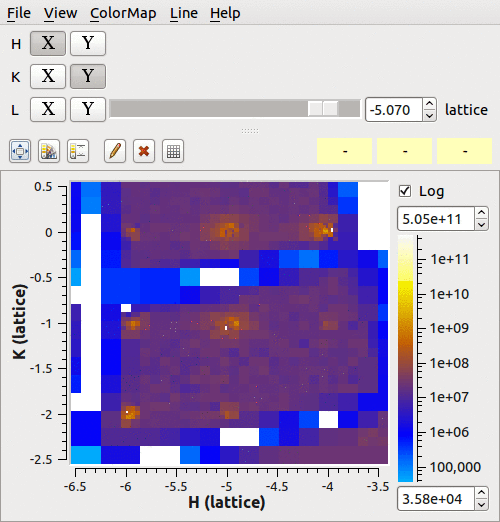 File View ColorMap Line Help
H X Y
K X Y
L X Y -5.070 lattice
- - -
Log
5.05e+11
1e+11
1e+10
1e+09
1e+08
1e+07
1e+06
100,000
3.58e+04
K (lattice)
0.5
0
-0.5
-1
-1.5
-2
-2.5
-6.5 -6 -5.5 -5 -4.5 -4 -3.5
H (lattice)